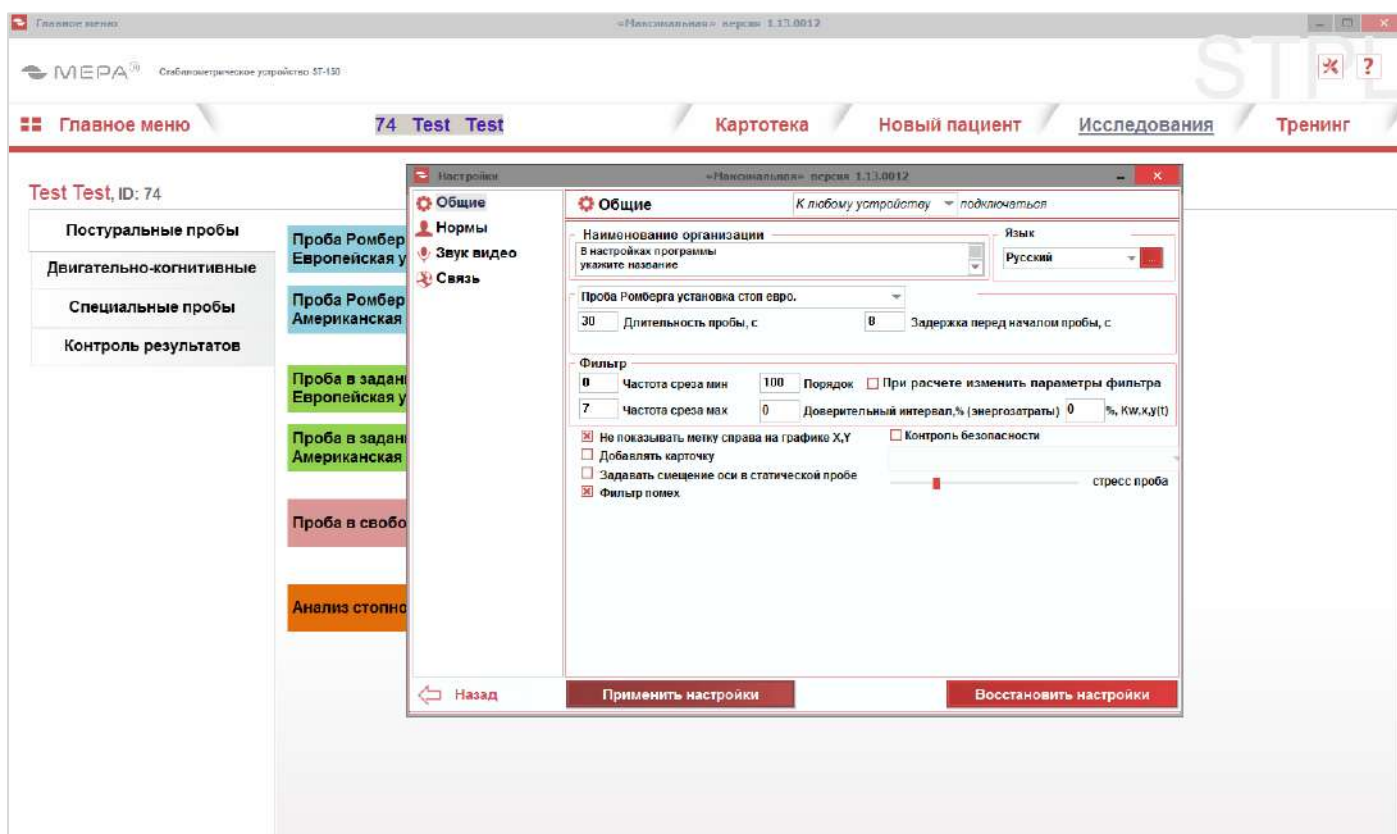 Главное меню
«Максимальная» версия 1.13.0012
МЕРА®
Стабилометрическое устройство ST-150
STPL
?
Главное меню
74 Test Test
Картотека
Новый пациент
Исследования
Тренинг
Test Test, ID: 74
Постуральные пробы
Двигательно-когнитивные
Специальные пробы
Контроль результатов
Проба Ромбер
Европейская у
Проба Ромбер
Американская
Проба в задан
Европейская у
Проба в задан
Американская
Проба в свобо
Анализ стопно
Настройки
«Максимальная» версия 1.13.0012
Общие
Нормы
Звук видео
Связь
Общие
К любому устройству подключаться
Наименование организации
В настройках программы
укажите название
Язык
Русский
...
Проба Ромберга установка стоп евро.
30 Длительность пробы, с
8 Задержка перед началом пробы, с
Фильтр
0 Частота среза мин 100 Порядок При расчете изменить параметры фильтра
7 Частота среза мах 0 Доверительный интервал,% (энергозатраты) 0 %, Kw,x,y(t)
Не показывать метку справа на графике X,Y
Контроль безопасности
Добавлять карточку
Задавать смещение оси в статической пробе
стресс проба
Фильтр помех
Назад
Применить настройки
Восстановить настройки